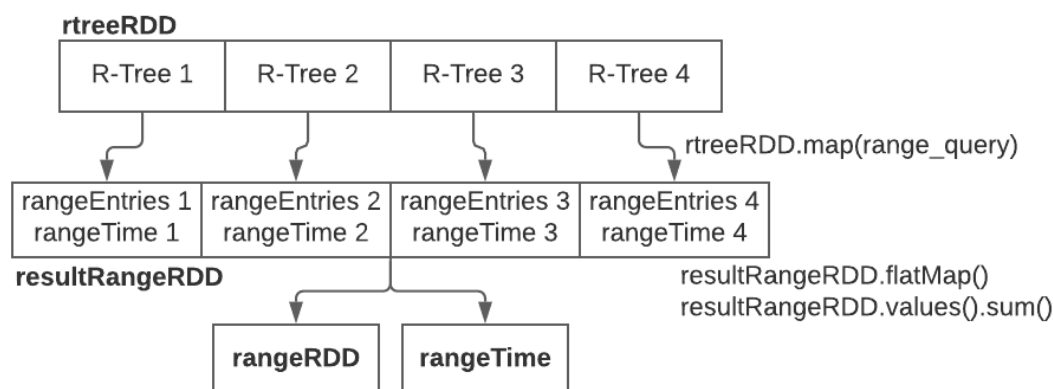 rtreeRDD
R-Tree 1
R-Tree 2
R-Tree 3
R-Tree 4
rtreeRDD.map(range_query)
rangeEntries 1
rangeTime 1
rangeEntries 2
rangeTime 2
rangeEntries 3
rangeTime 3
rangeEntries 4
rangeTime 4
resultRangeRDD
resultRangeRDD.flatMap()
resultRangeRDD.values().sum()
rangeRDD
rangeTime